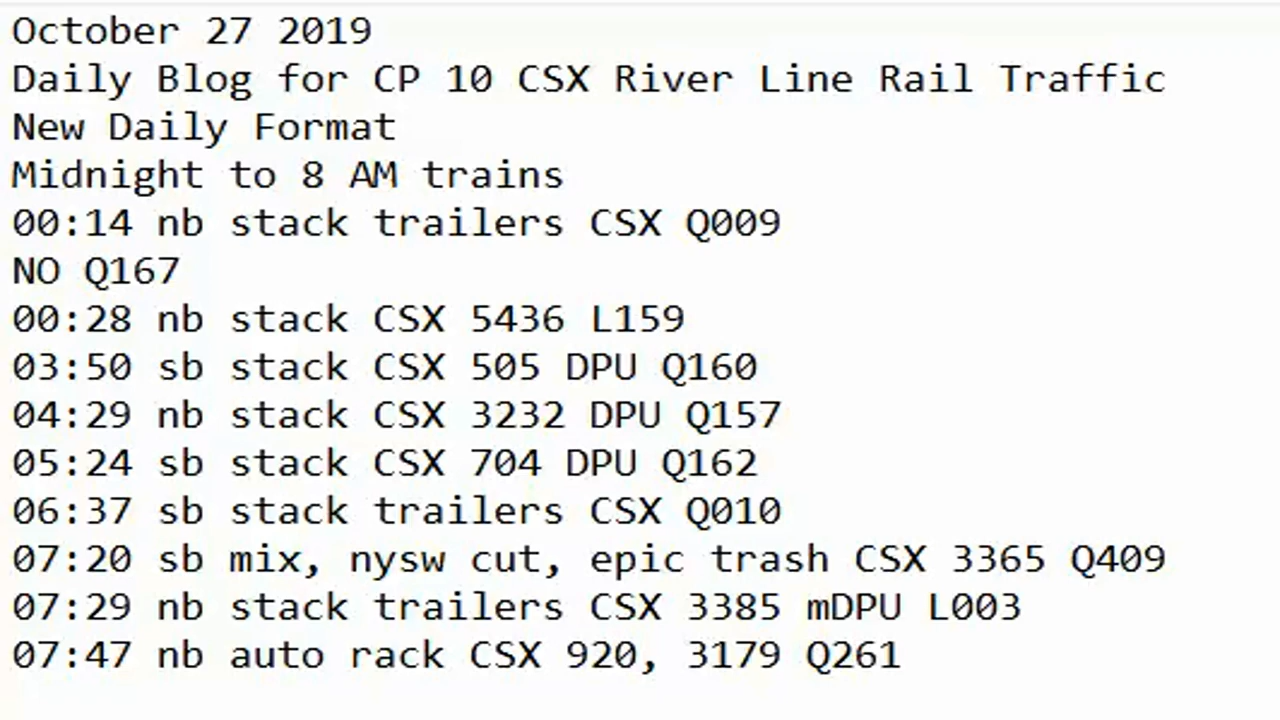 October 27 2019
Daily Blog for CP 10 CSX River Line Rail Traffic
New Daily Format
Midnight to 8 AM trains
00:14 nb stack trailers CSX Q009
NO Q167
00:28 nb stack CSX 5436 L159
03:50 sb stack CSX 505 DPU Q160
04:29 nb stack CSX 3232 DPU Q157
05:24 sb stack CSX 704 DPU Q162
06:37 sb stack trailers CSX Q010
07:20 sb mix, nysw cut, epic trash CSX 3365 Q409
07:29 nb stack trailers CSX 3385 mDPU L003
07:47 nb auto rack CSX 920, 3179 Q261